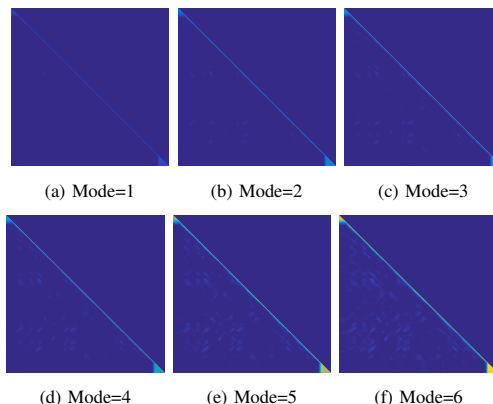 (a) Mode=1
(b) Mode=2
(c) Mode=3
(d) Mode=4
(e) Mode=5
(f) Mode=6